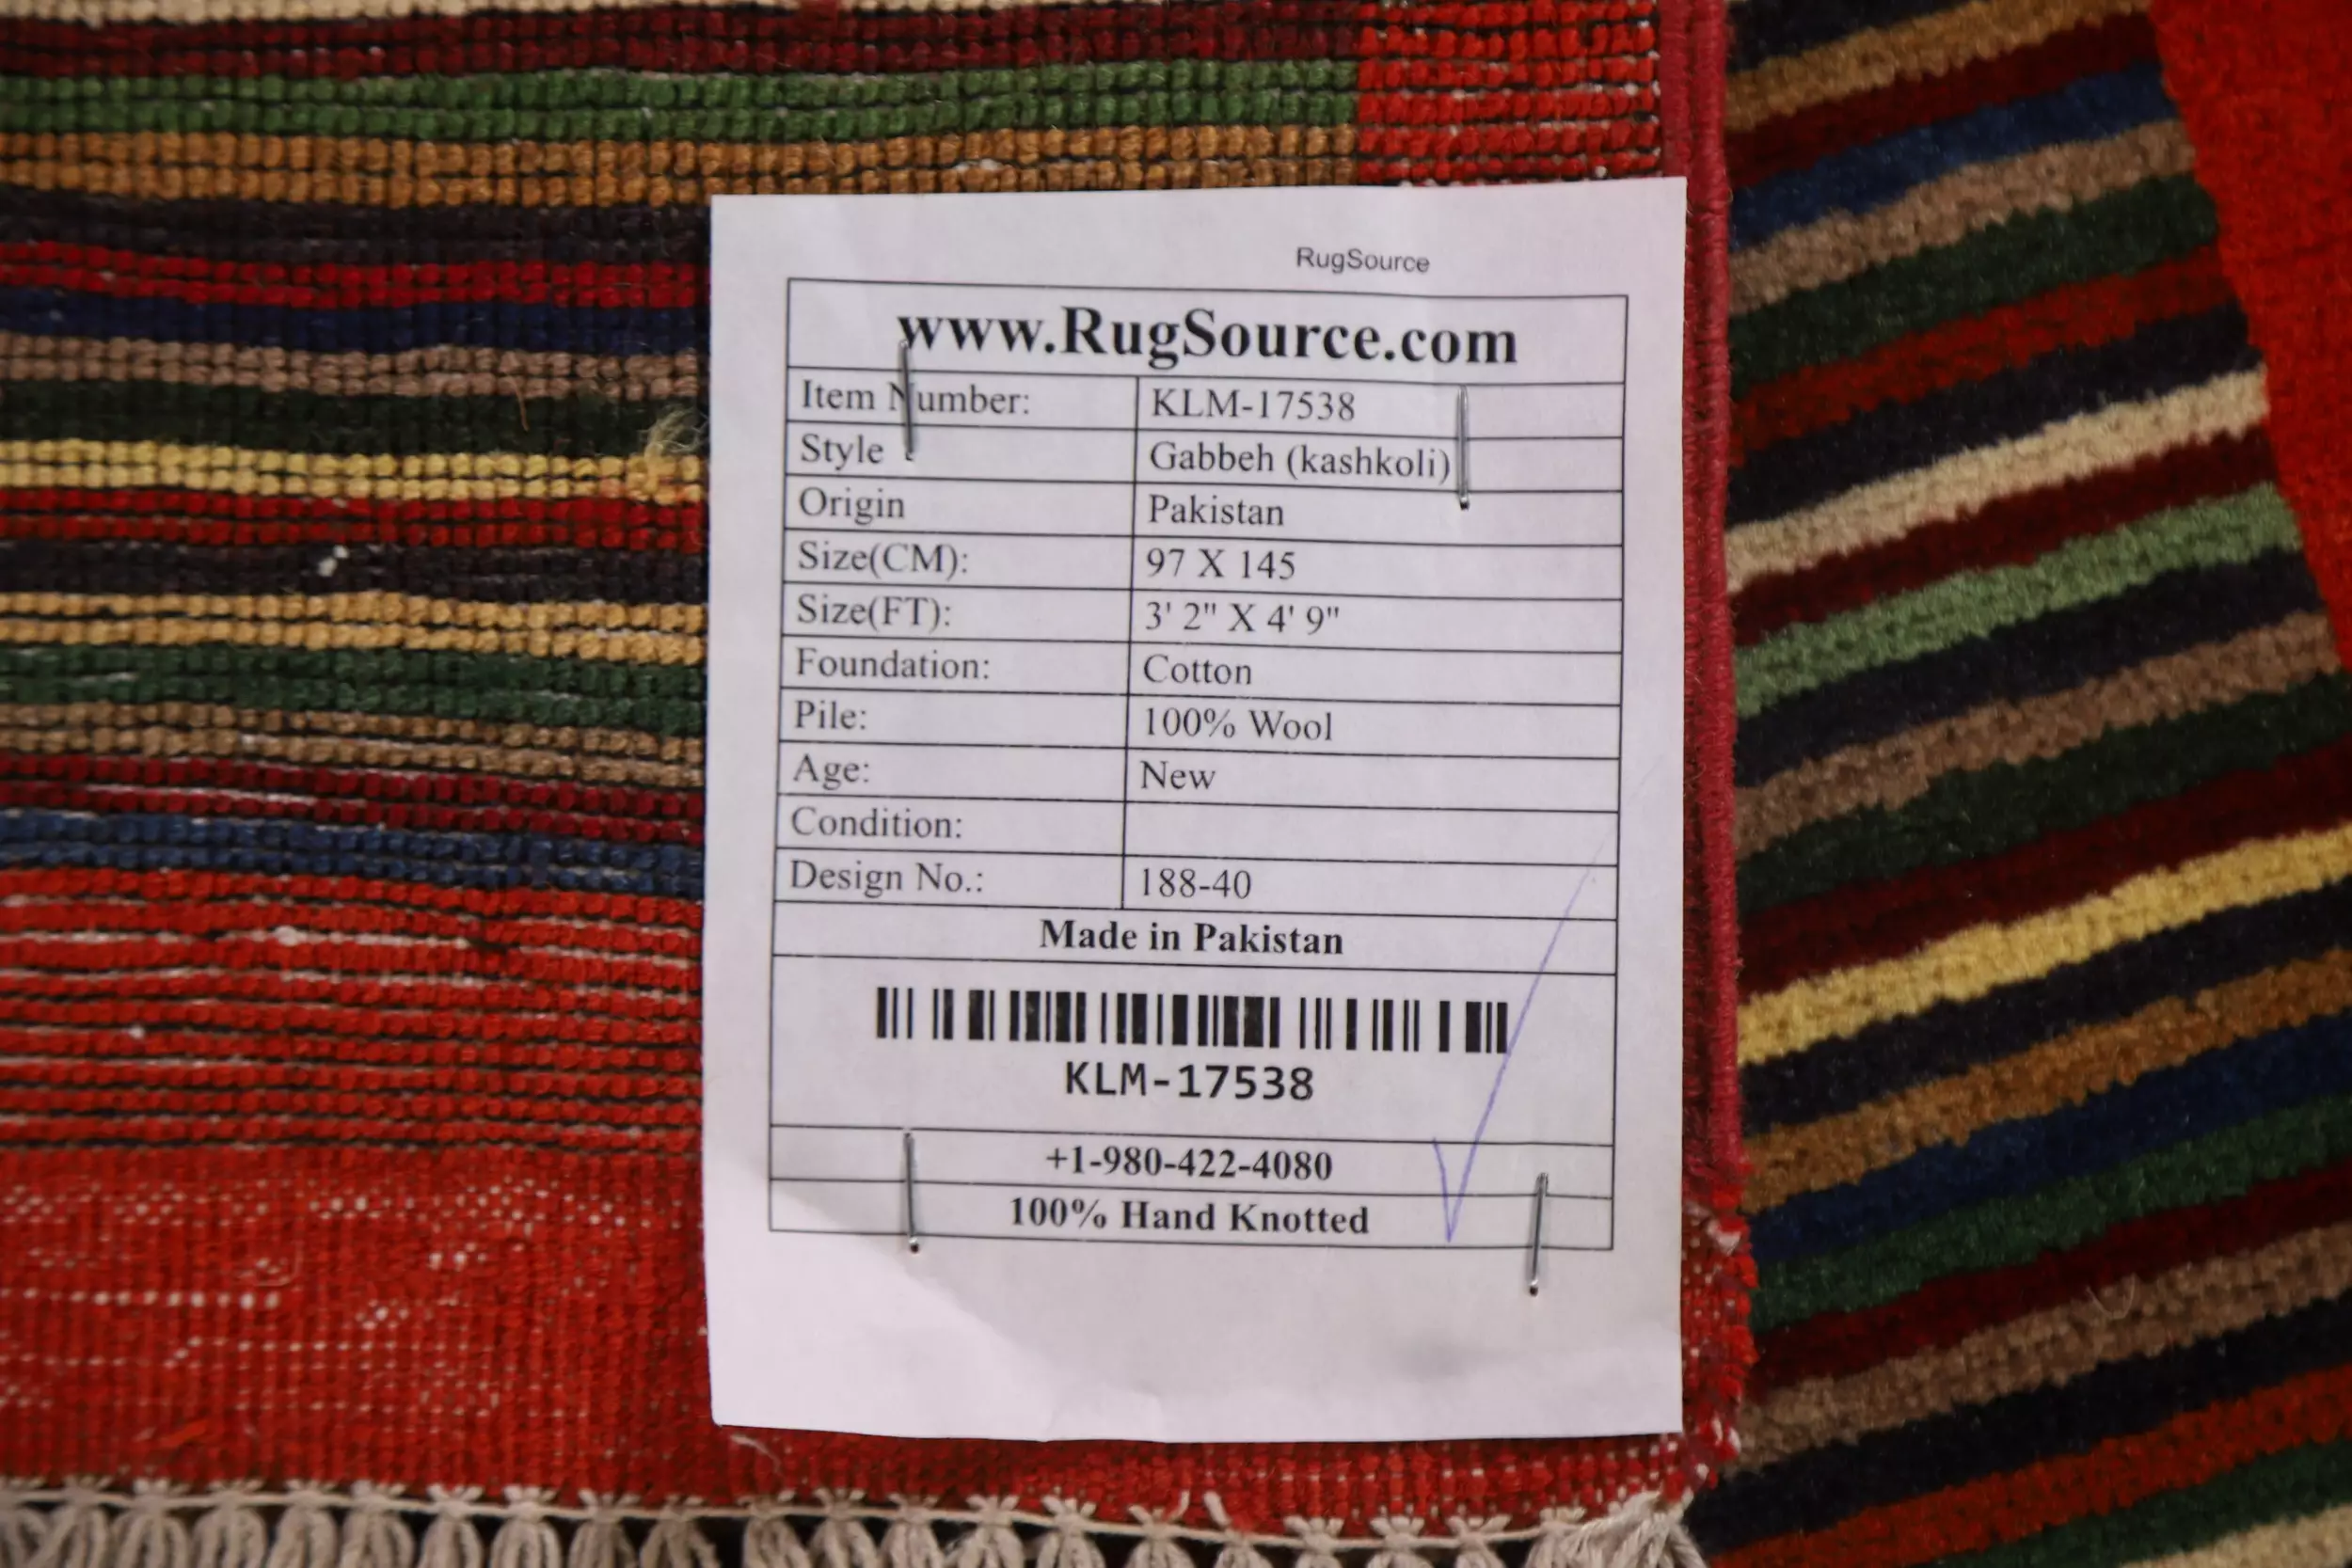 RugSource
www.RugSource.com
Item Number: KLM-17538
Style Gabbeh (kashkoli)
Origin Pakistan
Size(CM): 97 X 145
Size(FT): 3' 2" X 4' 9"
Foundation: Cotton
Pile: 100% Wool
Age: New
Condition:
Design No.: 188-40
Made in Pakistan
KLM-17538
+1-980-422-4080
100% Hand Knotted